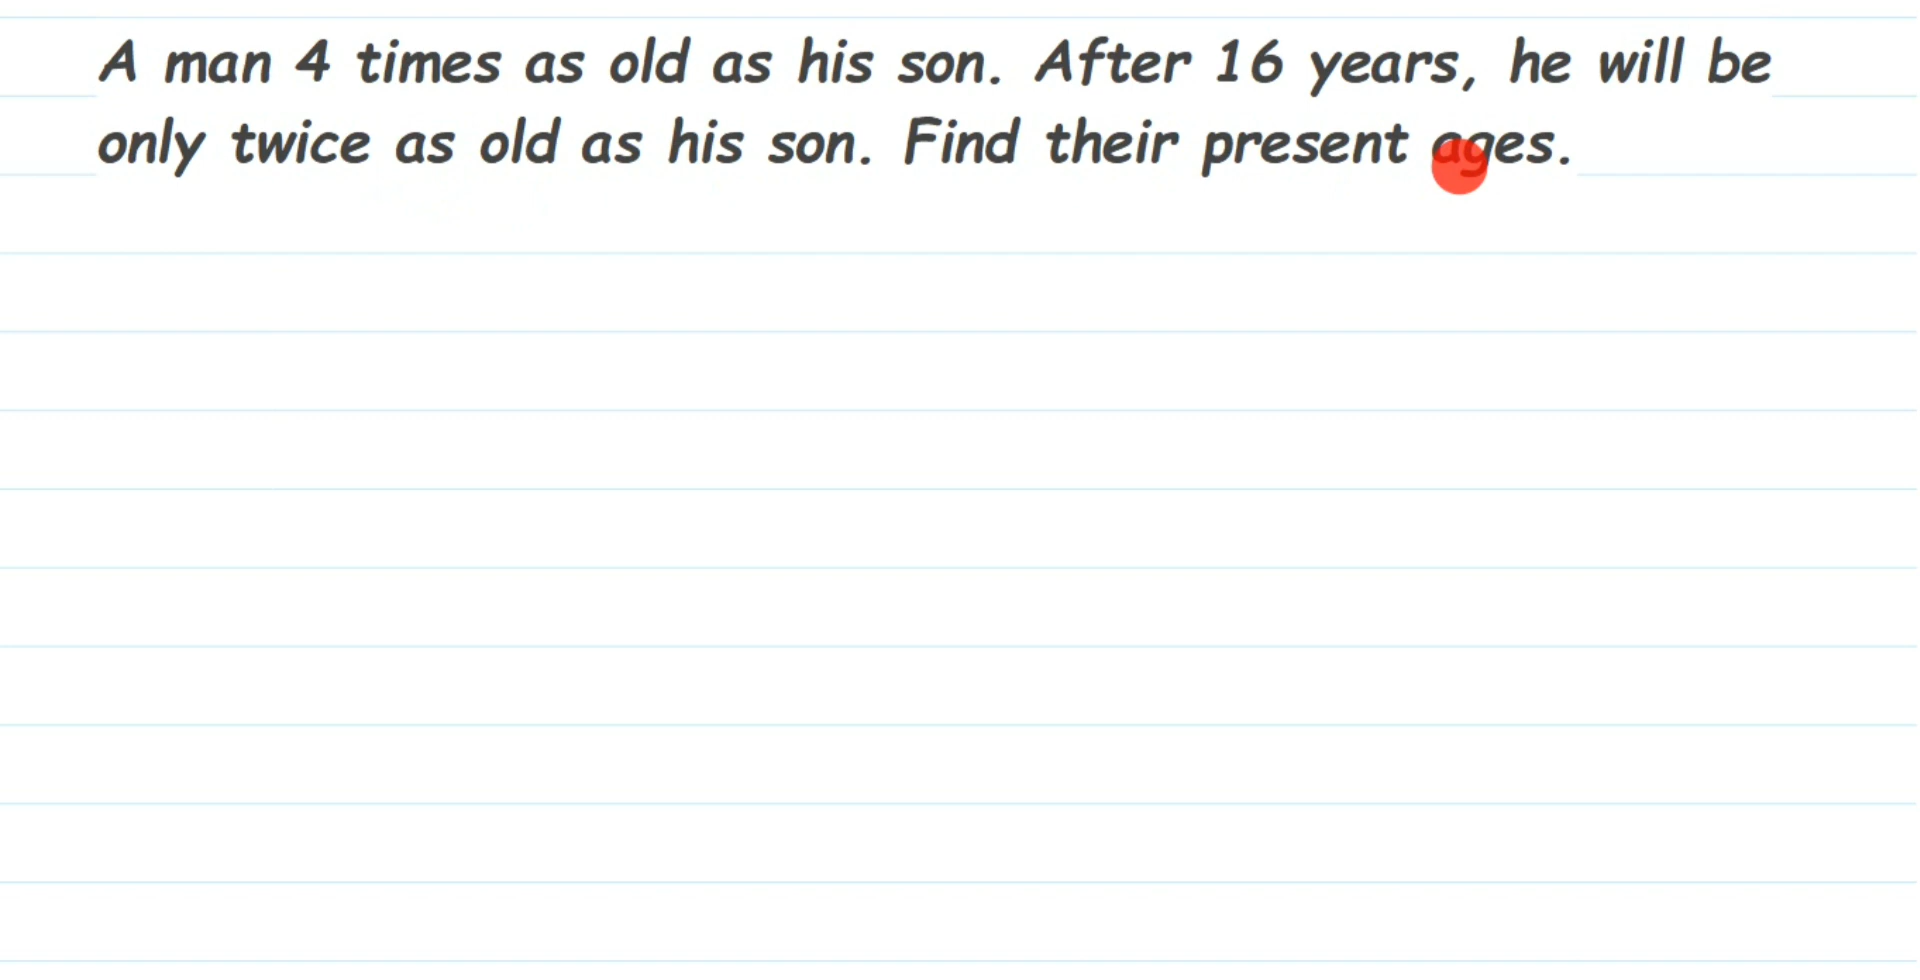 A man 4 times as old as his son. After 16 years, he will be
only twice as old as his son. Find their present ages.